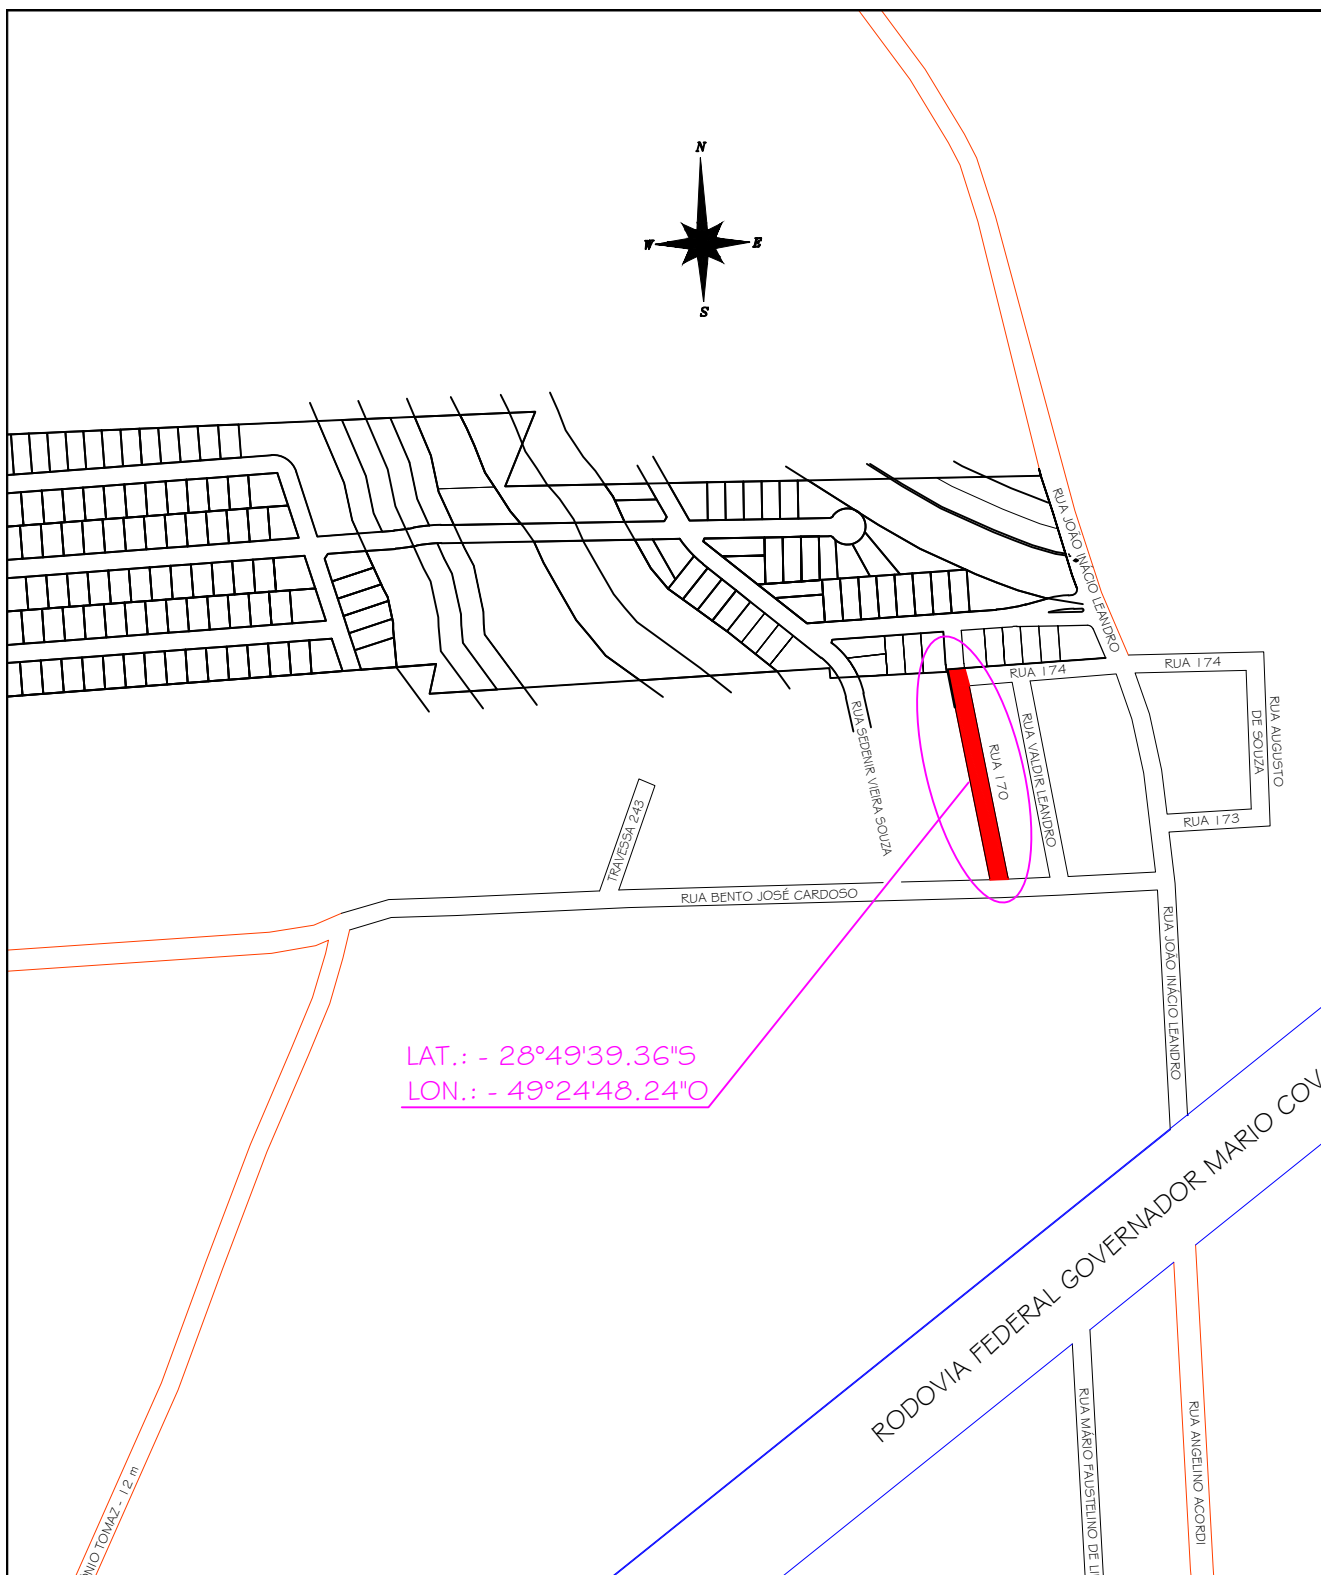 N
W
E
S
RUA JOÃO INÁCIO LEANDRO
RUA 174
RUA 174
RUA AUGUSTO
DE SOUZA
RUA SEDENIR VIEIRA SOUZA
RUA 170
RUA VALDIR LEANDRO
RUA 173
TRAVESSA 243
RUA BENTO JOSÉ CARDOSO
RUA JOÃO INÁCIO LEANDRO
LAT.: - 28°49'39.36"S
LON.: - 49°24'48.24"O
RODOVIA FEDERAL GOVERNADOR MARIO COV
RUA MÁRIO FAUSTELINO DE
RUA ANGELINO ACORDI
NIO TOMAZ - 12 m